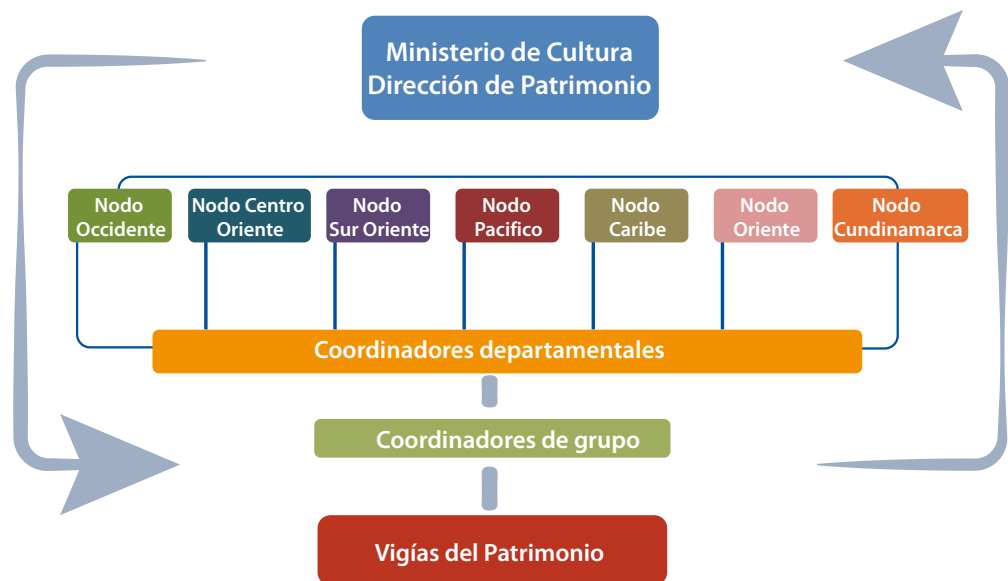 Ministerio de Cultura
Dirección de Patrimonio
Nodo
Occidente
Nodo Centro
Oriente
Nodo
Sur Oriente
Nodo
Pacifico
Nodo
Caribe
Nodo
Oriente
Nodo
Cundinamarca
Coordinadores departamentales
Coordinadores de grupo
Vigías del Patrimonio